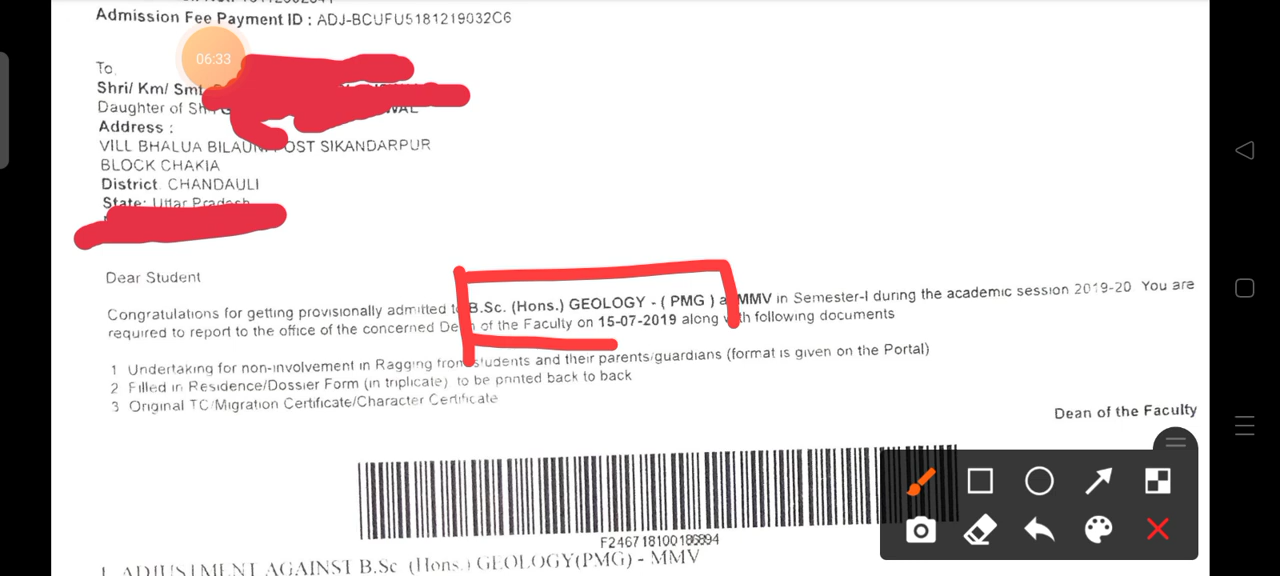 Admission Fee Payment ID : ADJ-BCUFU5181219032C6
06:33
To,
Shri/ Km/ Smt.
Daughter of Shri
Address :
VILL BHALUA BILAUNI POST SIKANDARPUR
BLOCK CHAKIA
District. CHANDAULI
State: Uttar Pradesh
Dear Student
Congratulations for getting provisionally admitted to B.Sc. (Hons.) GEOLOGY - ( PMG ) at MMV in Semester-I during the academic session 2019-20 You are
required to report to the office of the concerned Dean of the Faculty on 15-07-2019 along with following documents
1 Undertaking for non-involvement in Ragging from students and their parents/guardians (format is given on the Portal)
2 Filled in Residence/Dossier Form (in triplicate) to be printed back to back
3 Original TC/Migration Certificate/Character Certificate
Dean of the Faculty
1. ADJUSTMENT AGAINST B.Sc (Hons.) GEOLOGY(PMG) - MMV